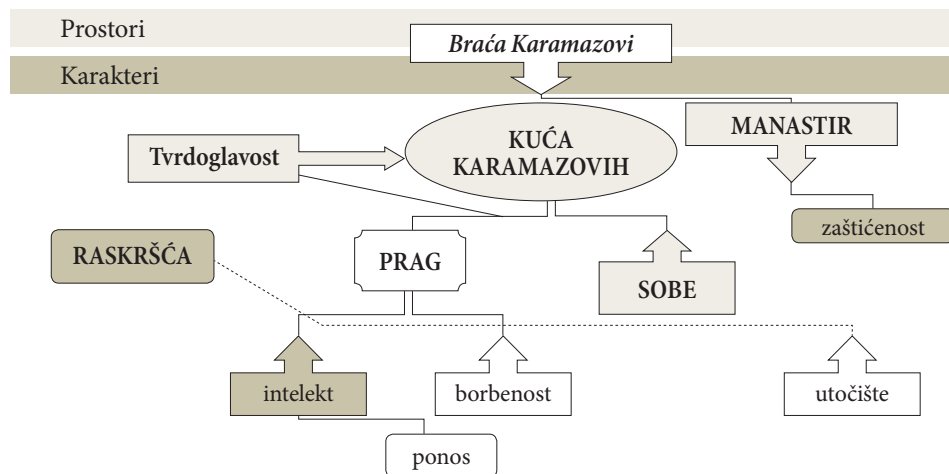 Prostori
Braća Karamazovi
Karakteri
MANASTIR
KUĆA
KARAMAZOVIH
Tvrdoglavost
zaštićenost
RASKRŠĆA
PRAG
SOBE
intelekt
borbenost
utočište
ponos